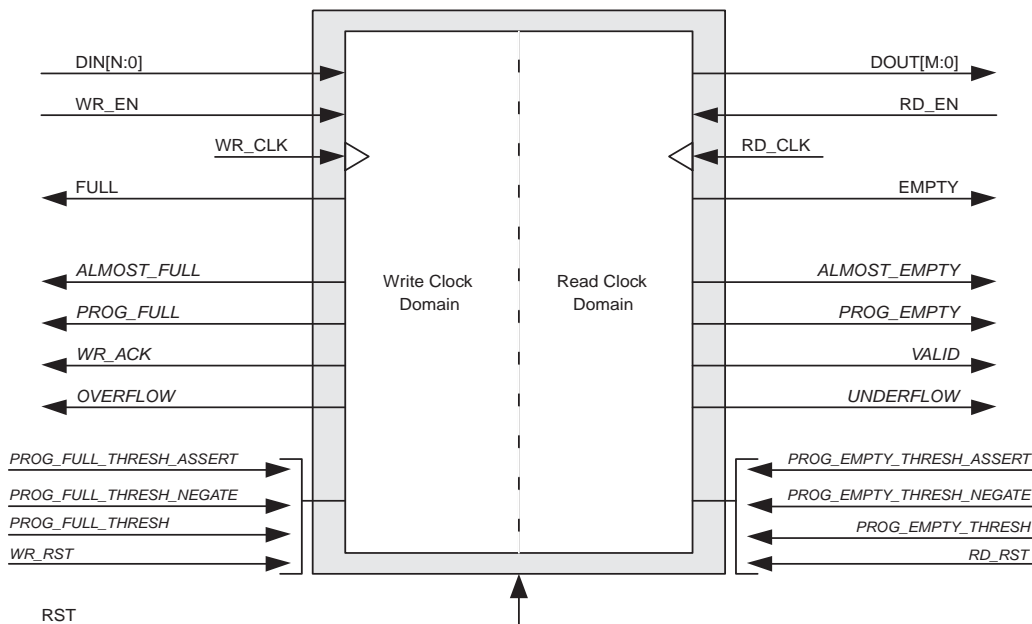 DIN[N:0]
DOUT[M:0]
WR_EN
RD_EN
WR_CLK
RD_CLK
FULL
EMPTY
ALMOST_FULL
Write Clock
Domain
Read Clock
Domain
ALMOST_EMPTY
PROG_FULL
PROG_EMPTY
WR_ACK
VALID
OVERFLOW
UNDERFLOW
PROG_FULL_THRESH_ASSERT
PROG_EMPTY_THRESH_ASSERT
PROG_FULL_THRESH_NEGATE
PROG_EMPTY_THRESH_NEGATE
PROG_FULL_THRESH
PROG_EMPTY_THRESH
WR_RST
RD_RST
RST